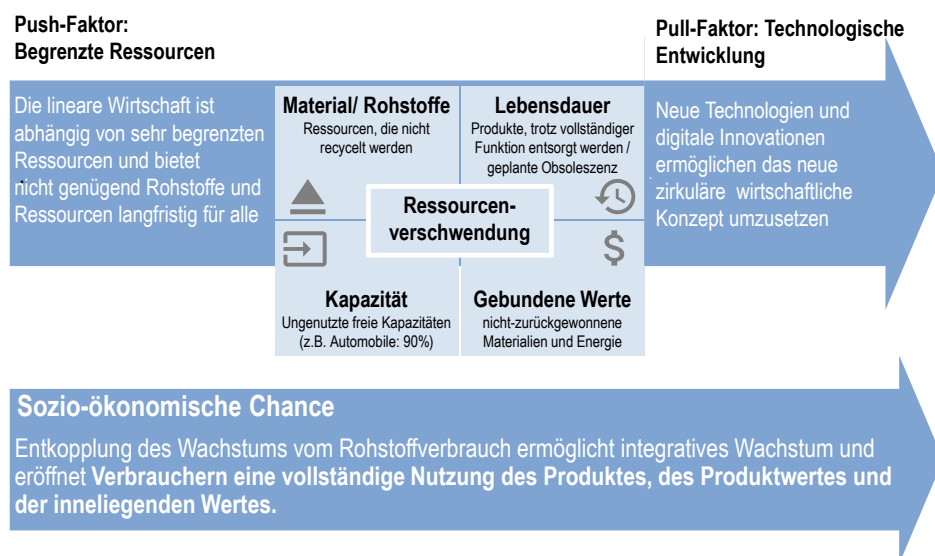 Push-Faktor:
Begrenzte Ressourcen
Die lineare Wirtschaft ist
abhängig von sehr begrenzten
Ressourcen und bietet
nicht genügend Rohstoffe und
Ressourcen langfristig für alle
Material/ Rohstoffe
Ressourcen, die nicht
recycelt werden
Lebensdauer
Produkte, trotz vollständiger
Funktion entsorgt werden /
geplante Obsoleszenz
Ressourcen-
verschwendung
$
Kapazität
Ungenutzte freie Kapazitäten
(z.B. Automobile: 90%)
Gebundene Werte
nicht-zurückgewonnene
Materialien und Energie
Pull-Faktor: Technologische
Entwicklung
Neue Technologien und
digitale Innovationen
ermöglichen das neue
zirkuläre wirtschaftliche
Konzept umzusetzen
Sozio-ökonomische Chance
Entkopplung des Wachstums vom Rohstoffverbrauch ermöglicht integratives Wachstum und
eröffnet Verbrauchern eine vollständige Nutzung des Produktes, des Produktwertes und
der inneliegenden Wertes.